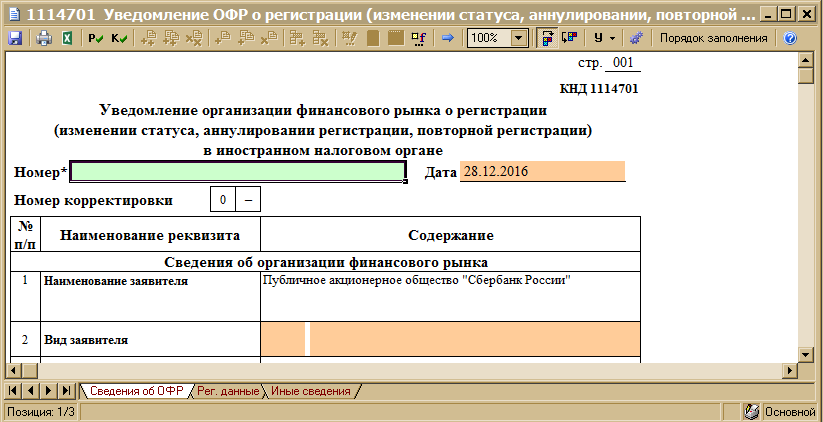 1114701 Уведомление ОФР о регистрации (изменении статуса, аннулировании, повторной ...
P К 100% У Порядок заполнения
стр. 001
КНД 1114701
Уведомление организации финансового рынка о регистрации
(изменении статуса, аннулировании регистрации, повторной регистрации)
в иностранном налоговом органе
Номер* Дата 28.12.2016
Номер корректировки 0 –
№ п/п Наименование реквизита Содержание
Сведения об организации финансового рынка
1 Наименование заявителя Публичное акционерное общество "Сбербанк России"
2 Вид заявителя
Сведения об ОФР Рег. данные Иные сведения
Позиция: 1/3 Основной